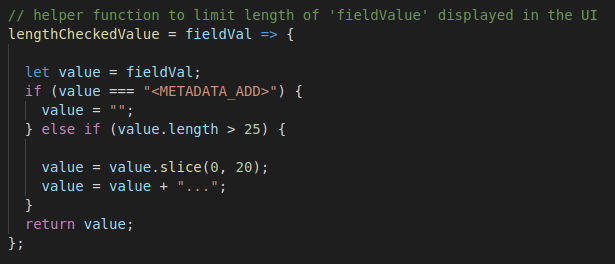 // helper function to limit length of 'fieldValue' displayed in the UI
lengthCheckedValue = fieldVal => {
let value = fieldVal;
if (value === "<METADATA_ADD>") {
value = "";
} else if (value.length > 25) {
value = value.slice(0, 20);
value = value + "...";
}
return value;
};